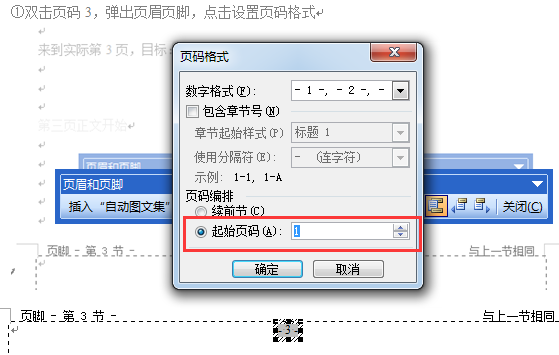 ①双击页码 3，弹出页眉页脚，点击设置页码格式
来到实际第 3 页，目标
第三页正文开始
页码格式
数字格式(F):
- 1 -, - 2 -, -
包含章节号(N)
章节起始样式(P)
标题 1
使用分隔符(E):
- （连字符）
示例: 1-1, 1-A
页码编排
续前节(C)
起始页码(A):
1
确定
取消
页眉和页脚
页眉和页脚
插入“自动图文集”
关闭(C)
页脚 - 第 3 节 -
与上一节相同
页脚 - 第 3 节 -
与上一节相同
- 3 -